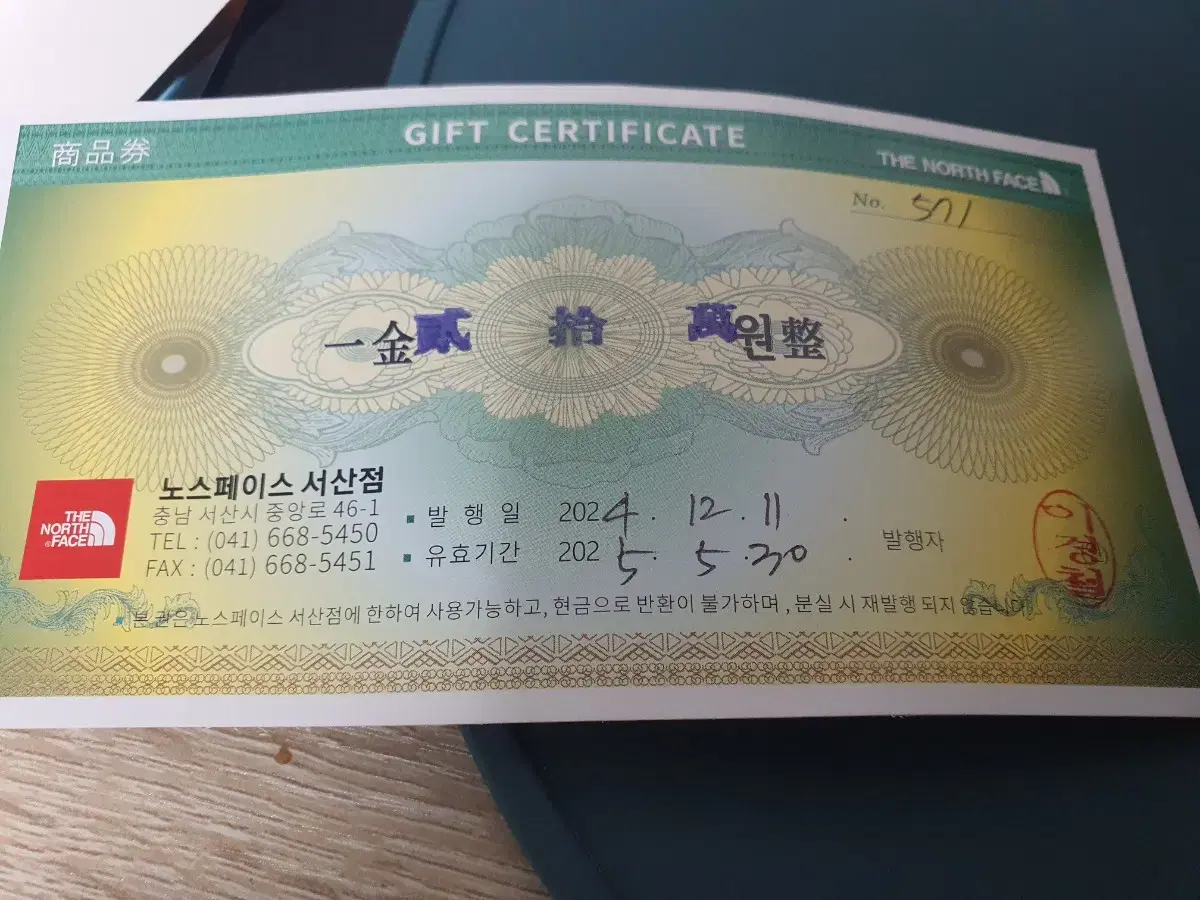 商品券
GIFT CERTIFICATE
THE NORTH FACE
No. 571
一金貳 拾 萬원整
THE
NORTH
FACE
노스페이스 서산점
충남 서산시 중앙로 46-1
TEL : (041) 668-5450
FAX : (041) 668-5451
▪ 발 행 일 2024. 12. 11 .
▪ 유효기간 2025. 5. 30 . 발행자
▪ 본 권은 노스페이스 서산점에 한하여 사용가능하고, 현금으로 반환이 불가하며 , 분실 시 재발행 되지 않습니다